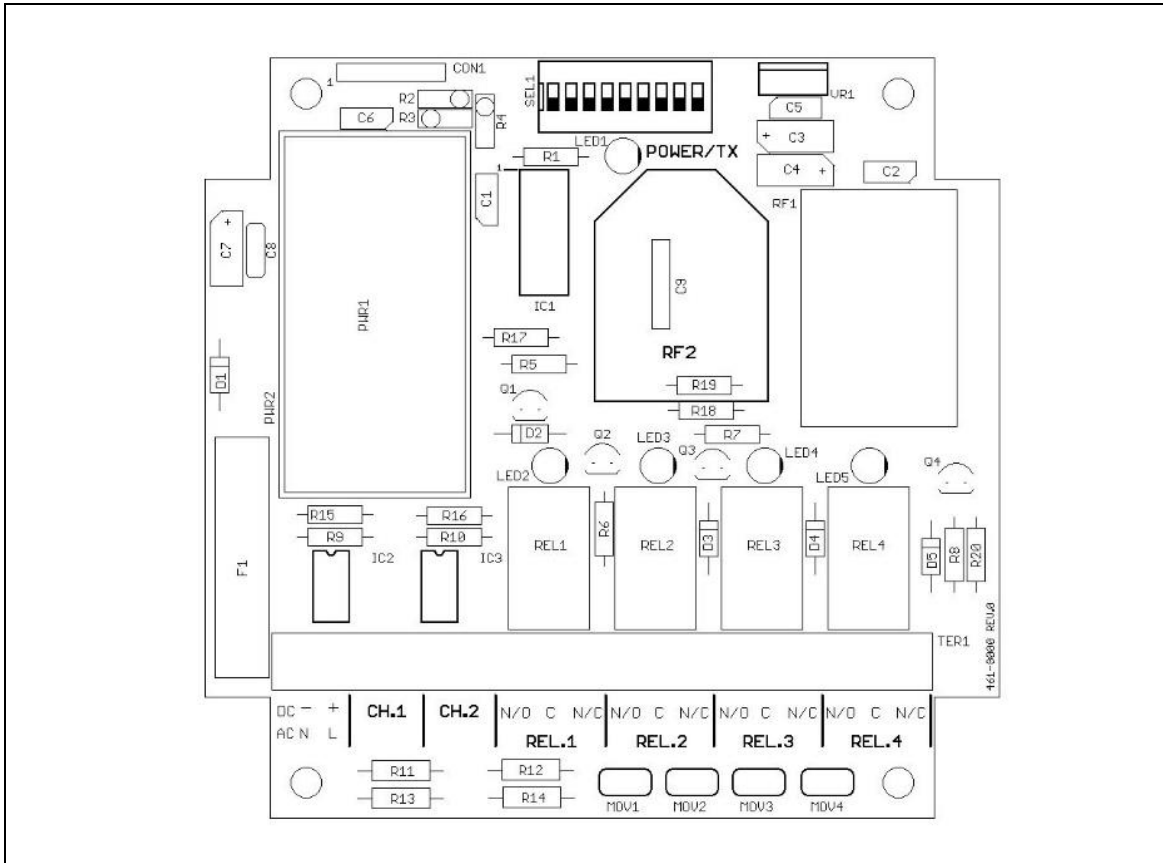 CON1
1
SEL1
VR1
R2
R3
R4
C6
C5
C3
+
C4
+
C2
LED1
POWER/TX
R1
1
C1
IC1
RF1
C7
+
C8
PWR1
PWR2
C9
RF2
R17
R5
R19
R18
R7
D1
Q1
D2
Q2
LED3
Q3
LED4
Q4
LED2
LED5
R15
R16
R9
R10
IC2
IC3
F1
REL1
R6
REL2
D3
REL3
D4
REL4
D5
R8
R20
461-0000 REV.0
TER1
DC - +
AC N L
CH.1
CH.2
N/O C N/C
REL.1
N/O C N/C
REL.2
N/O C N/C
REL.3
N/O C N/C
REL.4
R11
R12
R13
R14
MOV1
MOV2
MOV3
MOV4